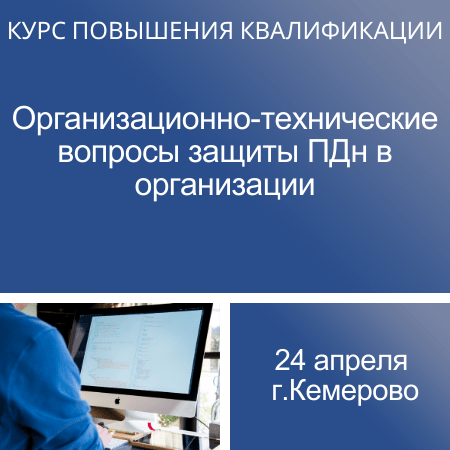 КУРС ПОВЫШЕНИЯ КВАЛИФИКАЦИИ
Организационно-технические
вопросы защиты ПДн в
организации
24 апреля
г.Кемерово